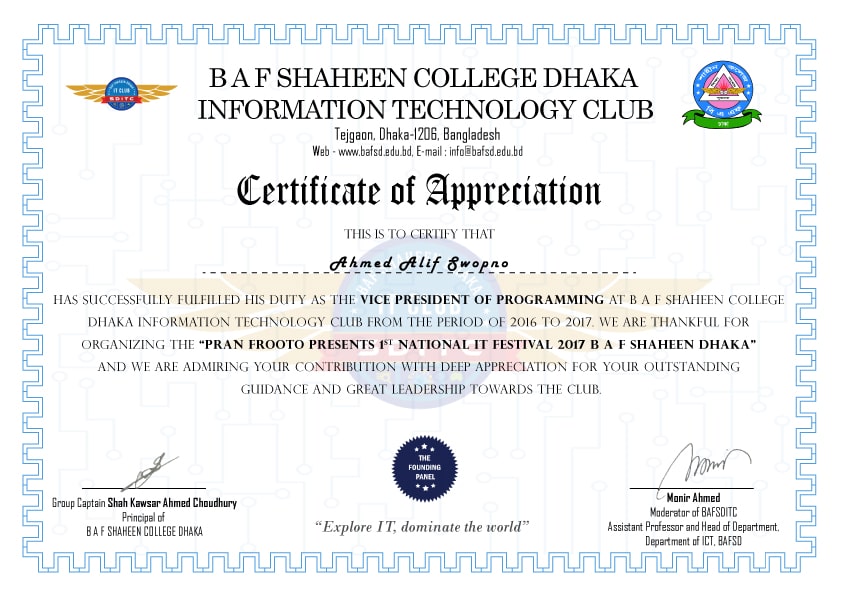 B A F SHAHEEN COLLEGE DHAKA
INFORMATION TECHNOLOGY CLUB
Tejgaon, Dhaka-1206, Bangladesh
Web - www.bafsd.edu.bd, E-mail : info@bafsd.edu.bd
IT CLUB
BDITC
Certificate of Appreciation
THIS IS TO CERTIFY THAT
Ahmed Alif Swopno
HAS SUCCESSFULLY FULFILLED HIS DUTY AS THE VICE PRESIDENT OF PROGRAMMING AT B A F SHAHEEN COLLEGE
DHAKA INFORMATION TECHNOLOGY CLUB FROM THE PERIOD OF 2016 TO 2017. WE ARE THANKFUL FOR
ORGANIZING THE “PRAN FROOTO PRESENTS 1ST NATIONAL IT FESTIVAL 2017 B A F SHAHEEN DHAKA”
AND WE ARE ADMIRING YOUR CONTRIBUTION WITH DEEP APPRECIATION FOR YOUR OUTSTANDING
GUIDANCE AND GREAT LEADERSHIP TOWARDS THE CLUB.
THE
FOUNDING
PANEL
Group Captain Shah Kawsar Ahmed Choudhury
Principal of
B A F SHAHEEN COLLEGE DHAKA
“Explore IT, dominate the world”
Monir Ahmed
Moderator of BAFSDITC
Assistant Professor and Head of Department,
Department of ICT, BAFSD